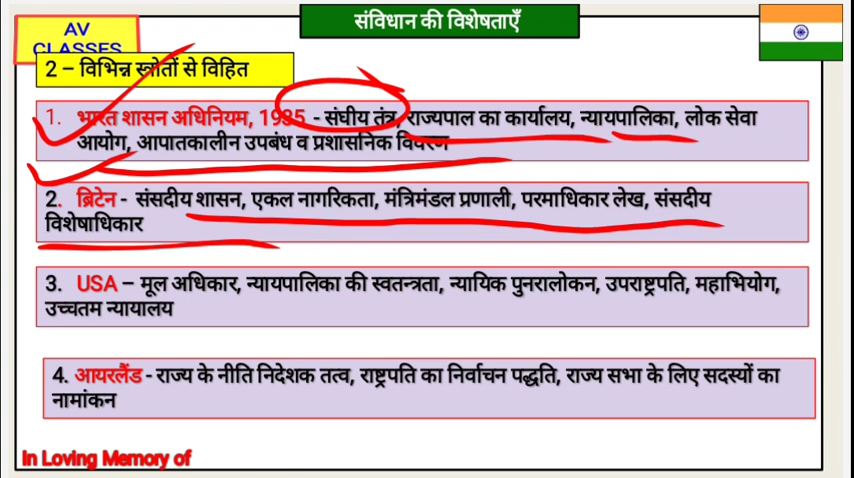 संविधान की विशेषताएँ
AV
CLASSES
2 – विभिन्न स्त्रोतों से विहित
1. भारत शासन अधिनियम, 1935 - संघीय तंत्र, राज्यपाल का कार्यालय, न्यायपालिका, लोक सेवा
आयोग, आपातकालीन उपबंध व प्रशासनिक विवरण
2. ब्रिटेन - संसदीय शासन, एकल नागरिकता, मंत्रिमंडल प्रणाली, परमाधिकार लेख, संसदीय
विशेषाधिकार
3. USA – मूल अधिकार, न्यायपालिका की स्वतन्त्रता, न्यायिक पुनरालोकन, उपराष्ट्रपति, महाभियोग,
उच्चतम न्यायालय
4. आयरलैंड - राज्य के नीति निदेशक तत्व, राष्ट्रपति का निर्वाचन पद्धति, राज्य सभा के लिए सदस्यों का
नामांकन
In Loving Memory of